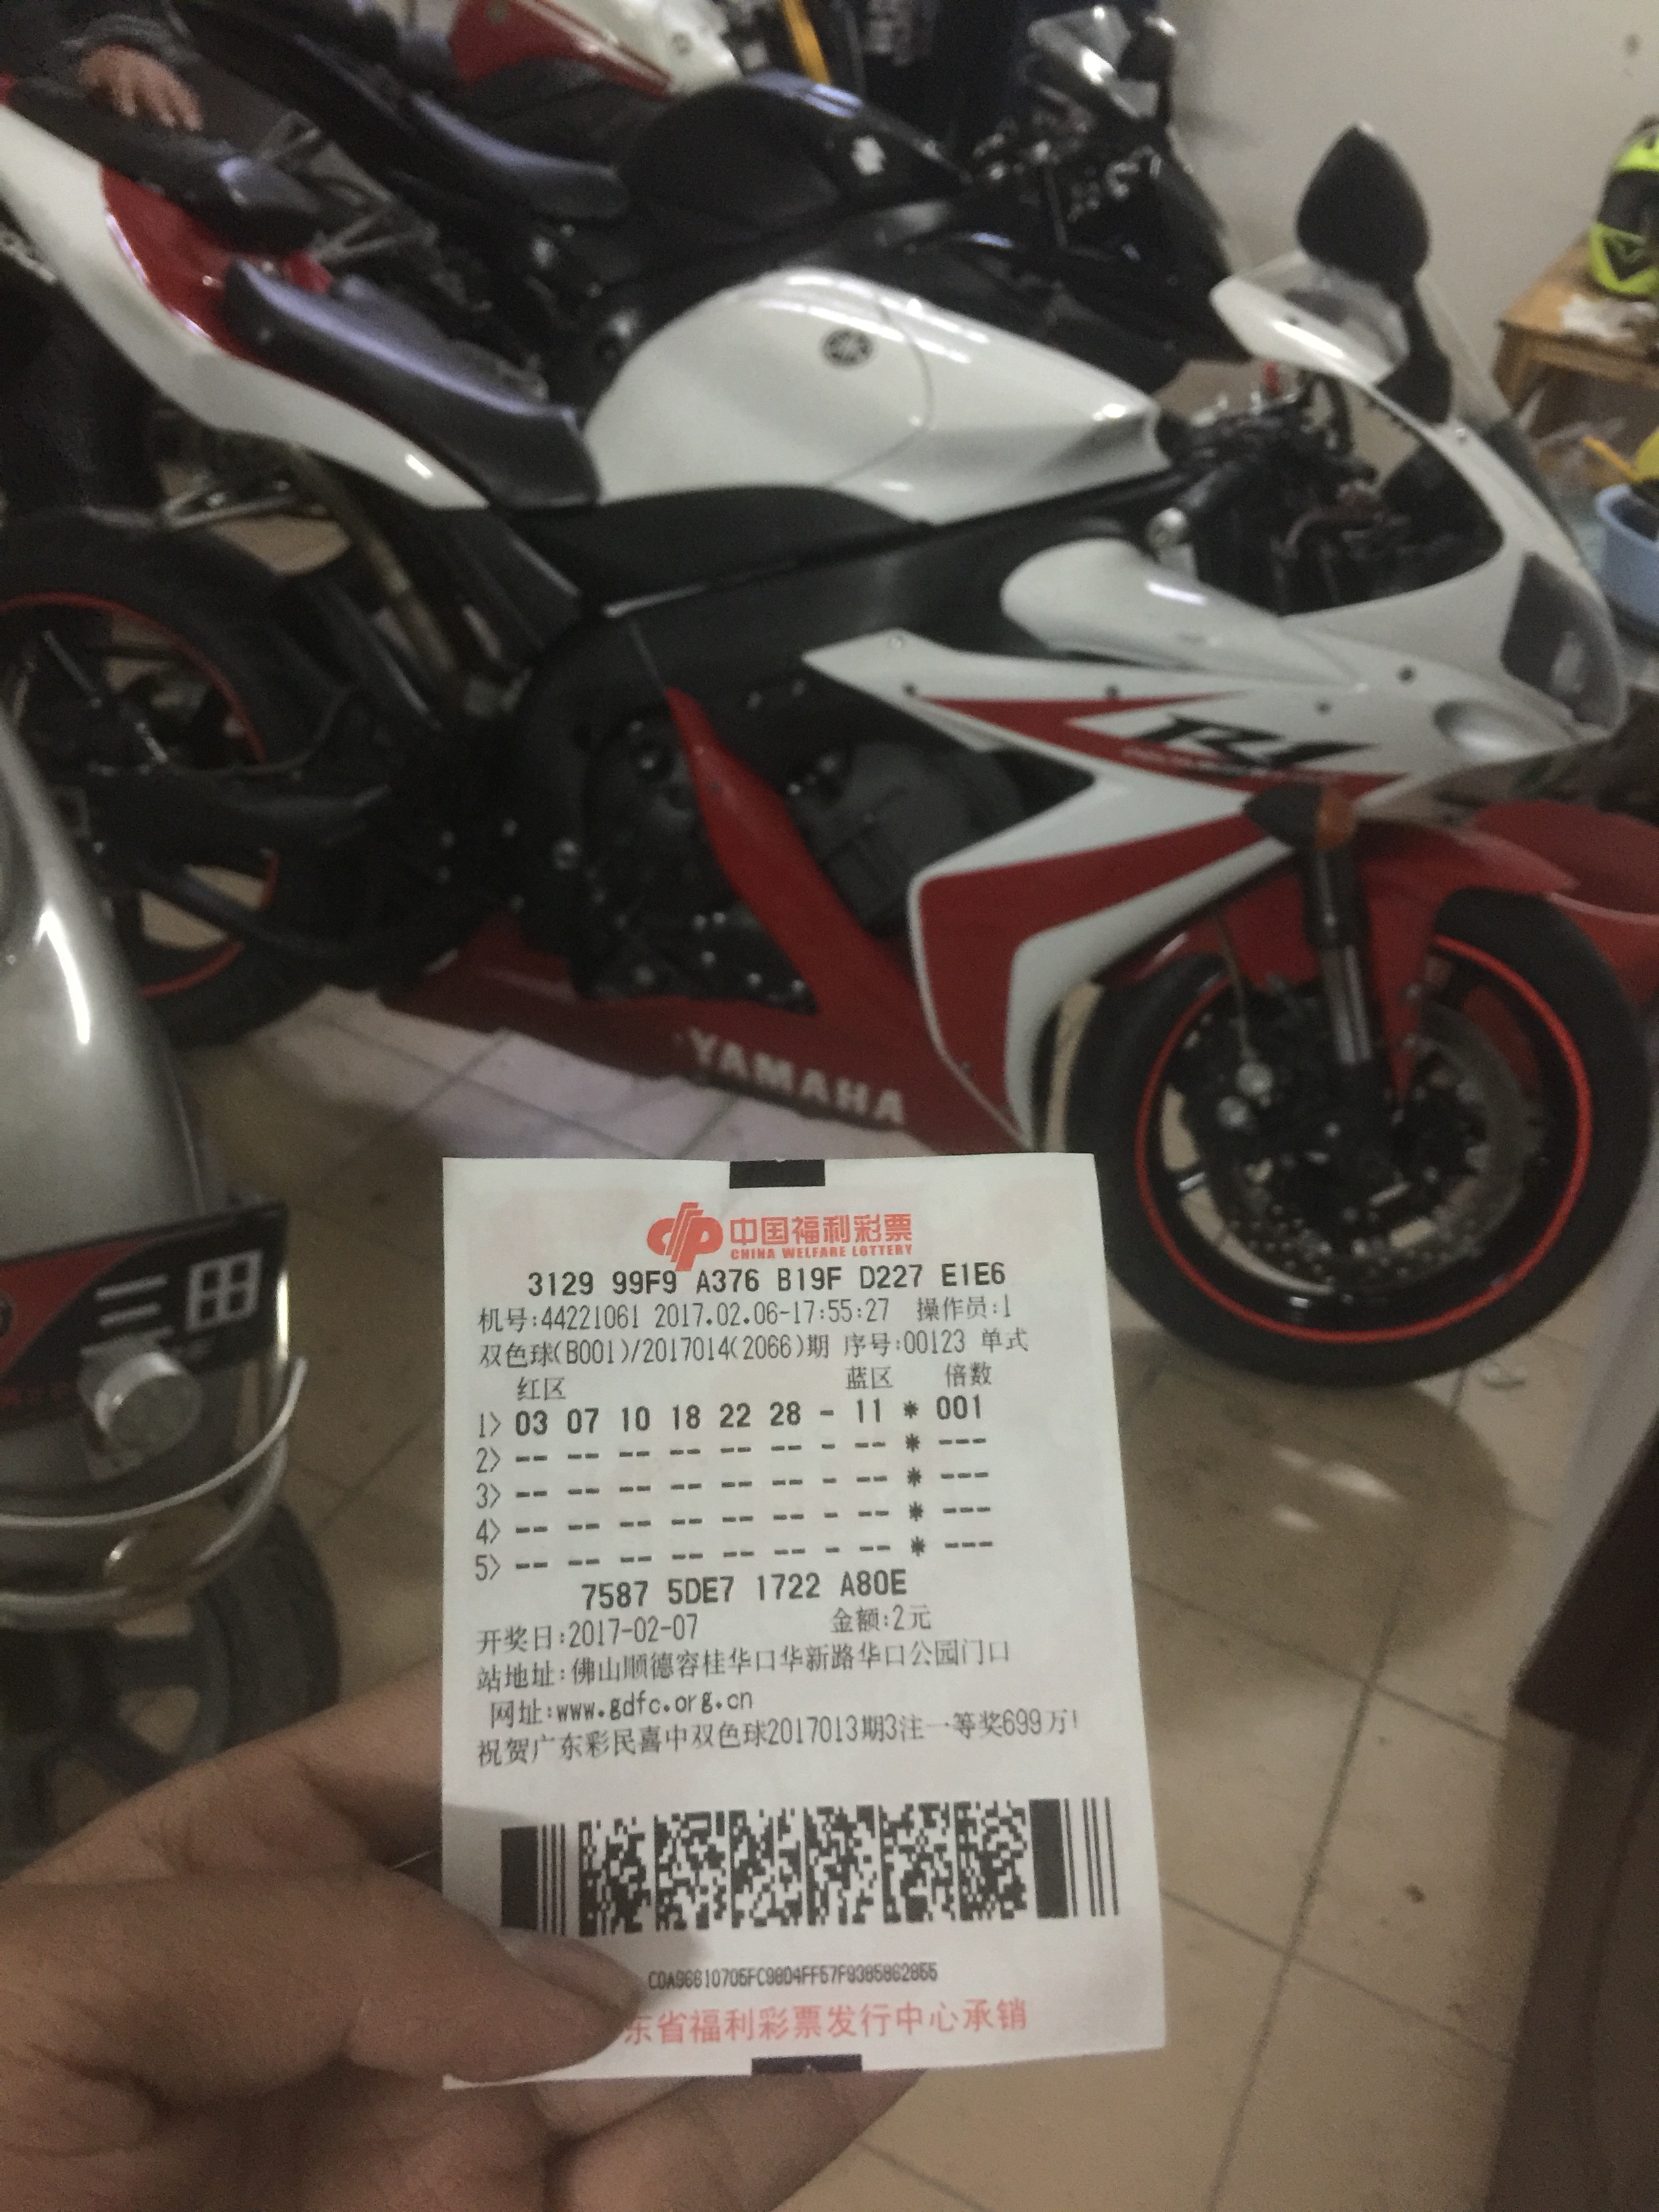 R1
YAMAHA
三田
中国福利彩票
CHINA WELFARE LOTTERY
3129 99F9 A376 B19F D227 E1E6
机号:44221061 2017.02.06-17:55:27 操作员:1
双色球(B001)/2017014(2066)期 序号:00123 单式
红区 蓝区 倍数
1> 03 07 10 18 22 28 - 11 * 001
2> -- -- -- -- -- -- - -- * ---
3> -- -- -- -- -- -- - -- * ---
4> -- -- -- -- -- -- - -- * ---
5> -- -- -- -- -- -- - -- * ---
7587 5DE7 1722 A80E
开奖日:2017-02-07 金额:2元
站地址:佛山顺德容桂华口华新路华口公园门口
网址:www.gdfc.org.cn
祝贺广东彩民喜中双色球2017013期3注一等奖699万!
C0A96610705FC98D4FF57F9385862855
东省福利彩票发行中心承销